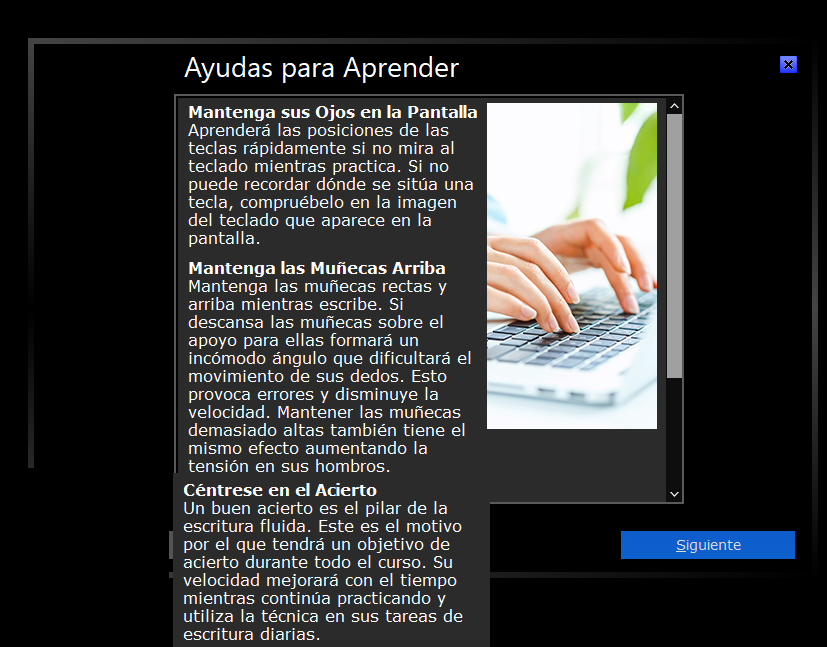 Ayudas para Aprender
Mantenga sus Ojos en la Pantalla
Aprenderá las posiciones de las
teclas rápidamente si no mira al
teclado mientras practica. Si no
puede recordar dónde se sitúa una
tecla, compruébelo en la imagen
del teclado que aparece en la
pantalla.
Mantenga las Muñecas Arriba
Mantenga las muñecas rectas y
arriba mientras escribe. Si
descansa las muñecas sobre el
apoyo para ellas formará un
incómodo ángulo que dificultará el
movimiento de sus dedos. Esto
provoca errores y disminuye la
velocidad. Mantener las muñecas
demasiado altas también tiene el
mismo efecto aumentando la
tensión en sus hombros.
Céntrese en el Acierto
Un buen acierto es el pilar de la
escritura fluida. Este es el motivo
por el que tendrá un objetivo de
acierto durante todo el curso. Su
velocidad mejorará con el tiempo
mientras continúa practicando y
utiliza la técnica en sus tareas de
escritura diarias.
Siguiente